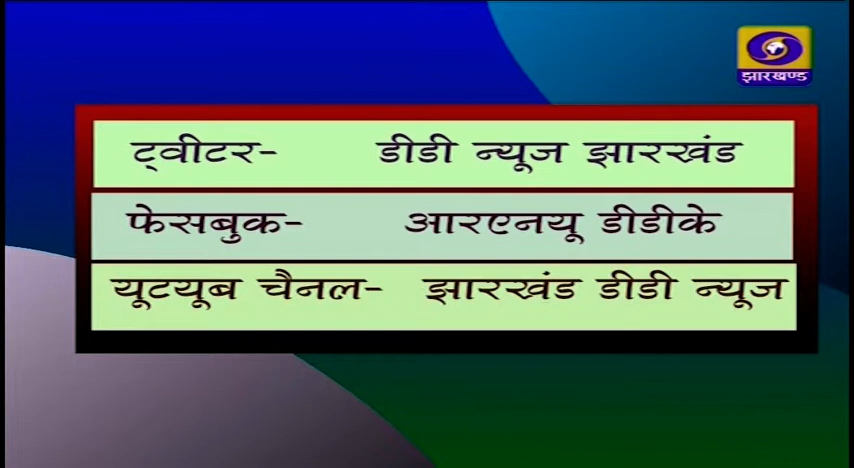 झारखण्ड
ट्वीटर- डीडी न्यूज झारखंड
फेसबुक- आरएनयू डीडीके
यूटयूब चैनल- झारखंड डीडी न्यूज